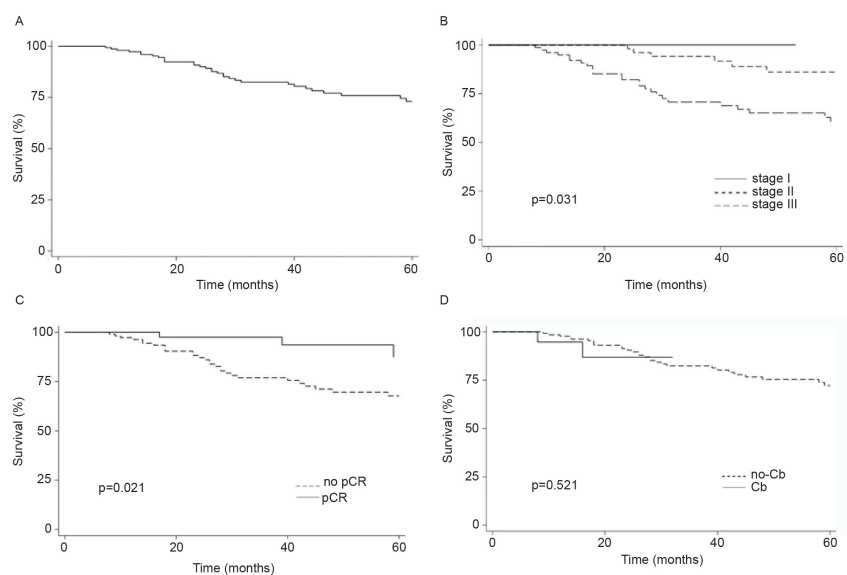 A
100
75
50
25
0
Survival (%)
0
20
40
60
Time (months)
B
100
75
50
25
0
Survival (%)
p=0.031
stage I
stage II
stage III
0
20
40
60
Time (months)
C
100
75
50
25
0
Survival (%)
p=0.021
no pCR
pCR
0
20
40
60
Time (months)
D
100
75
50
25
0
Survival (%)
p=0.521
no-Cb
Cb
0
20
40
60
Time (months)